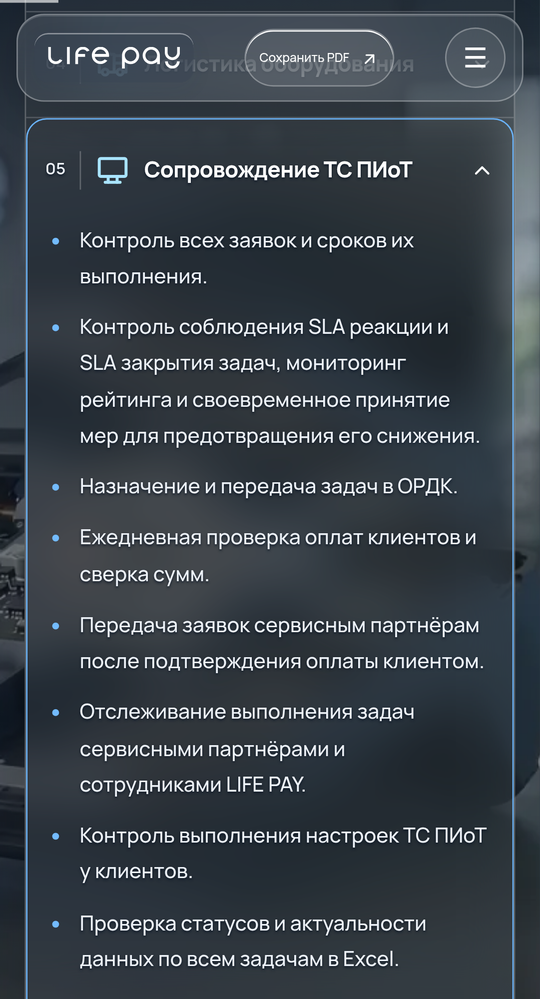 LIFE PAY
Сохранить PDF
Логистика оборудования
05
Сопровождение ТС ПИоТ
Контроль всех заявок и сроков их
выполнения.
Контроль соблюдения SLA реакции и
SLA закрытия задач, мониторинг
рейтинга и своевременное принятие
мер для предотвращения его снижения.
Назначение и передача задач в ОРДК.
Ежедневная проверка оплат клиентов и
сверка сумм.
Передача заявок сервисным партнёрам
после подтверждения оплаты клиентом.
Отслеживание выполнения задач
сервисными партнёрами и
сотрудниками LIFE PAY.
Контроль выполнения настроек ТС ПИоТ
у клиентов.
Проверка статусов и актуальности
данных по всем задачам в Excel.